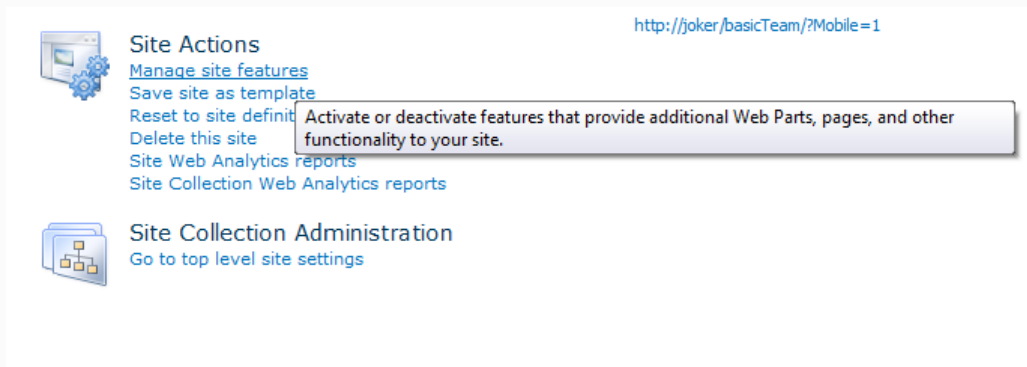 http://joker/basicTeam/?Mobile=1
Site Actions
Manage site features
Save site as template
Reset to site definit
Activate or deactivate features that provide additional Web Parts, pages, and other
functionality to your site.
Delete this site
Site Web Analytics reports
Site Collection Web Analytics reports
Site Collection Administration
Go to top level site settings